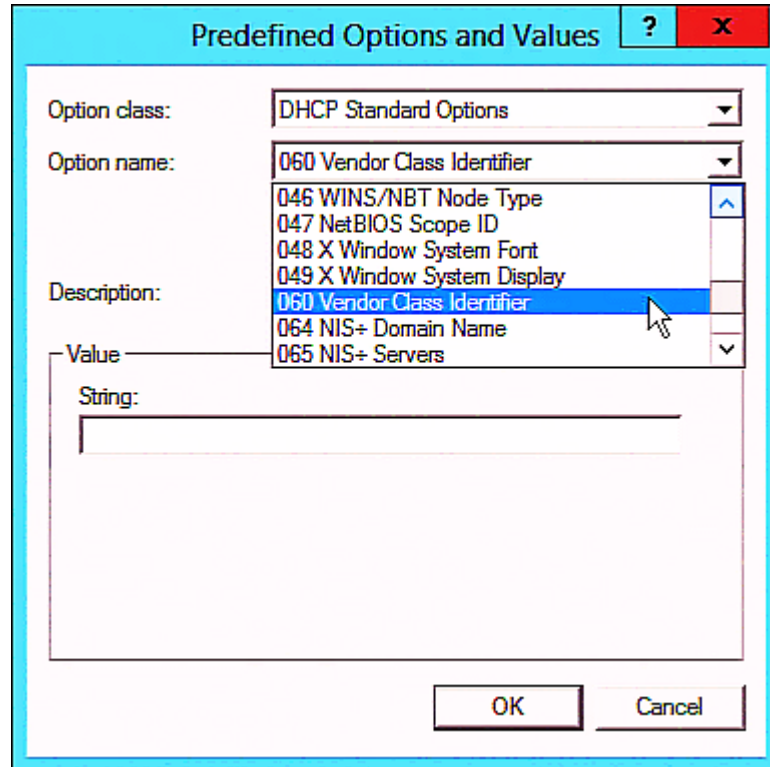 Predefined Options and Values ? x
Option class: DHCP Standard Options
Option name: 060 Vendor Class Identifier
046 WINS/NBT Node Type
047 NetBIOS Scope ID
048 X Window System Font
049 X Window System Display
Description:
060 Vendor Class Identifier
064 NIS+ Domain Name
065 NIS+ Servers
Value
String:
OK Cancel